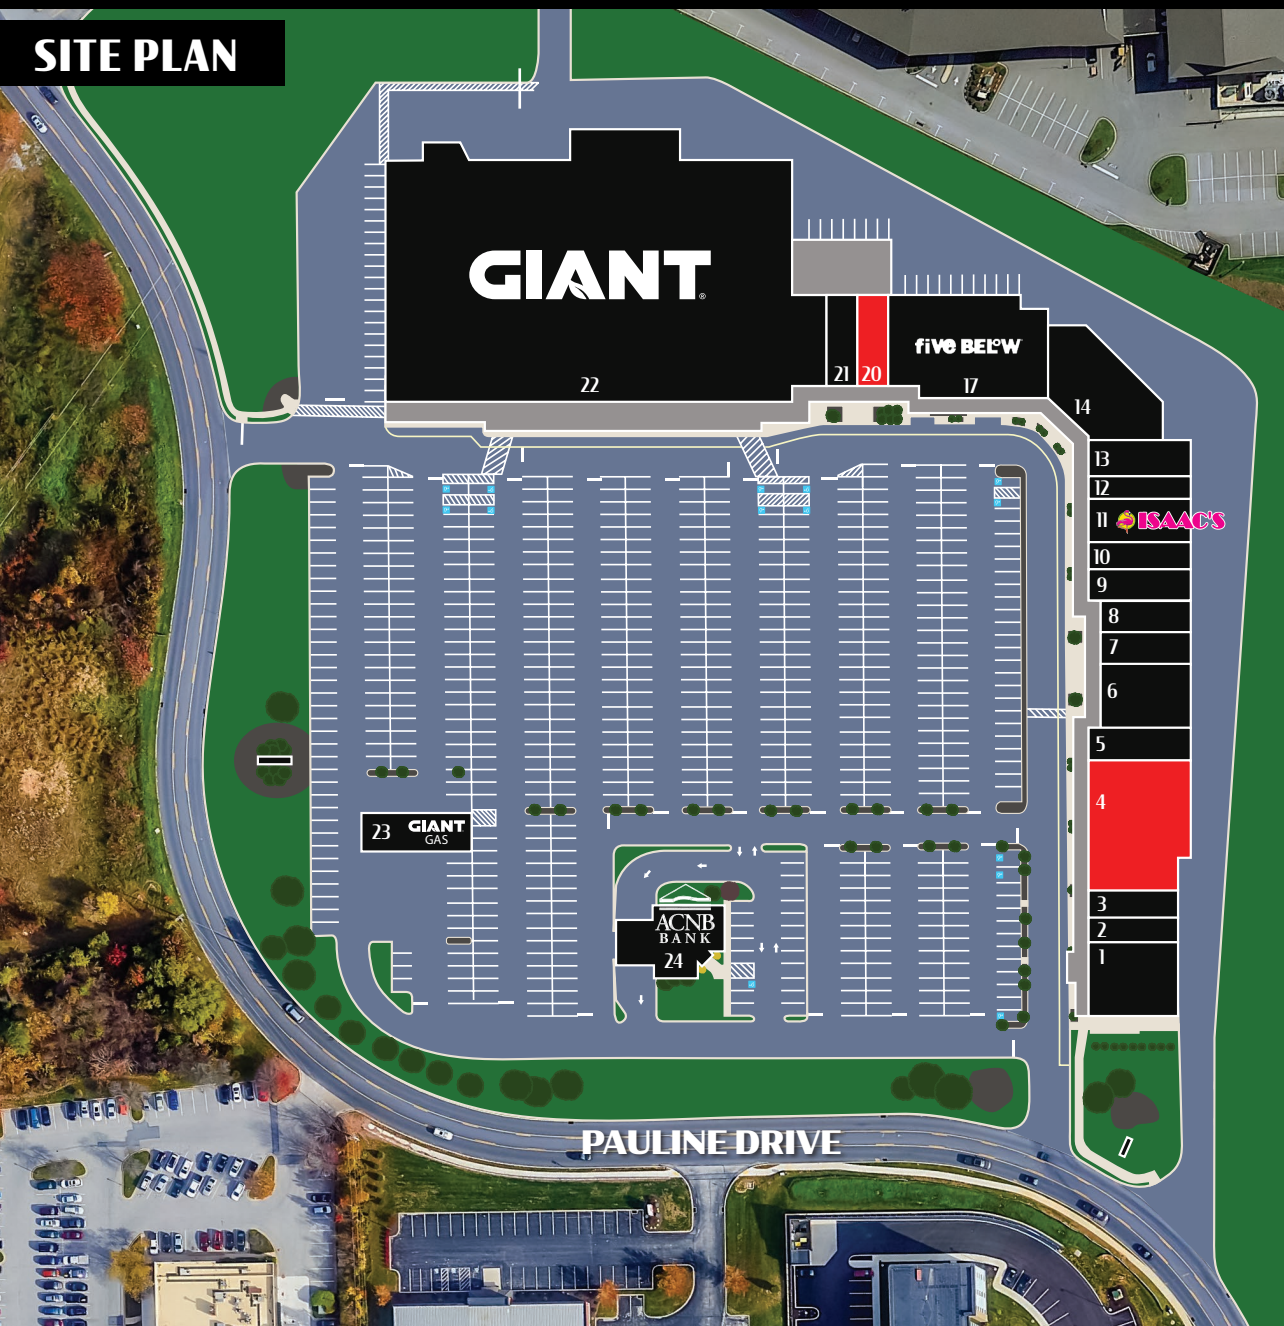 SITE PLAN
GIANT®
22
21
20
FIVE BELOW
17
14
13
12
11 ISAAC'S
10
9
8
7
6
5
4
3
2
1
23 GIANT
GAS
ACNB
BANK
24
PAULINE DRIVE